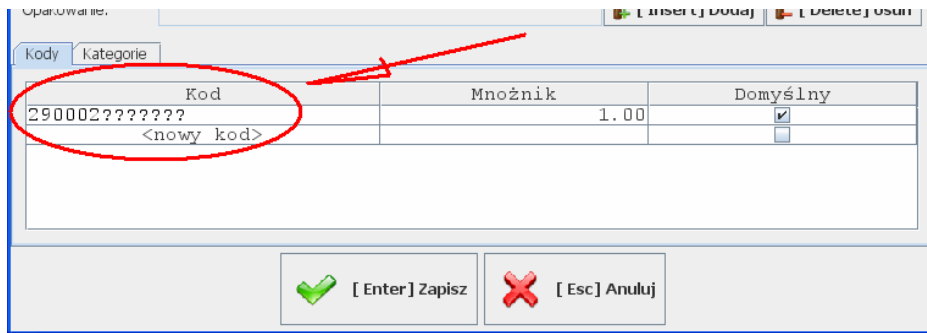 Opakowanie: [ Insert ] Dodaj [ Delete ] Usuń
Kody Kategorie
Kod Mnożnik Domyślny
290002??????? 1.00
<nowy kod>
[ Enter ] Zapisz [ Esc ] Anuluj